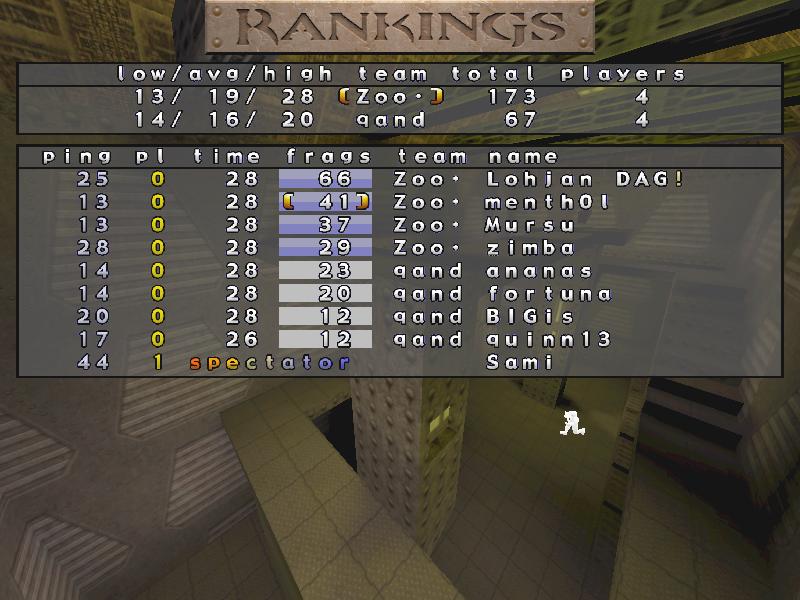 RANKINGS
low/avg/high team total players
13/ 19/ 28 (Zoo·) 173 4
14/ 16/ 20 qand 67 4
ping pl time frags team name
25 0 28 66 Zoo· Lohjan DAG!
13 0 28 ( 41) Zoo· menth0l
13 0 28 37 Zoo· Mursu
28 0 28 29 Zoo· zimba
14 0 28 23 qand ananas
14 0 28 20 qand fortuna
20 0 28 12 qand BlGis
17 0 26 12 qand quinn13
44 1 spectator Sami